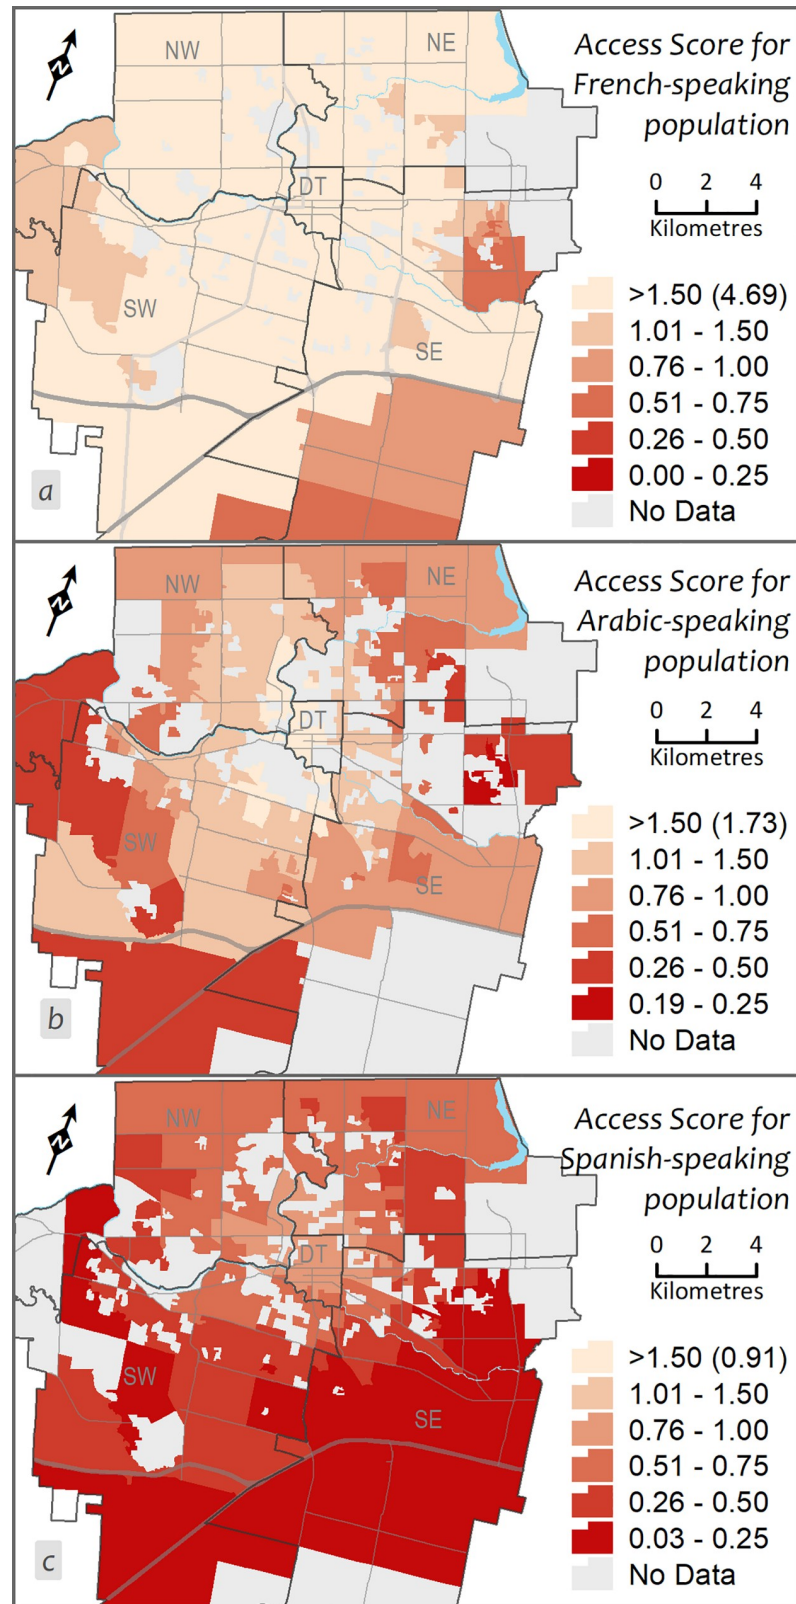 NW
NE
N
Access Score for
French-speaking
population
0 2 4
Kilometres
DT
SW
SE
>1.50 (4.69)
1.01 - 1.50
0.76 - 1.00
0.51 - 0.75
0.26 - 0.50
0.00 - 0.25
No Data
a
NW
NE
N
Access Score for
Arabic-speaking
population
0 2 4
Kilometres
DT
SW
SE
>1.50 (1.73)
1.01 - 1.50
0.76 - 1.00
0.51 - 0.75
0.26 - 0.50
0.19 - 0.25
No Data
b
NW
NE
N
Access Score for
Spanish-speaking
population
0 2 4
Kilometres
DT
SW
SE
>1.50 (0.91)
1.01 - 1.50
0.76 - 1.00
0.51 - 0.75
0.26 - 0.50
0.03 - 0.25
No Data
c